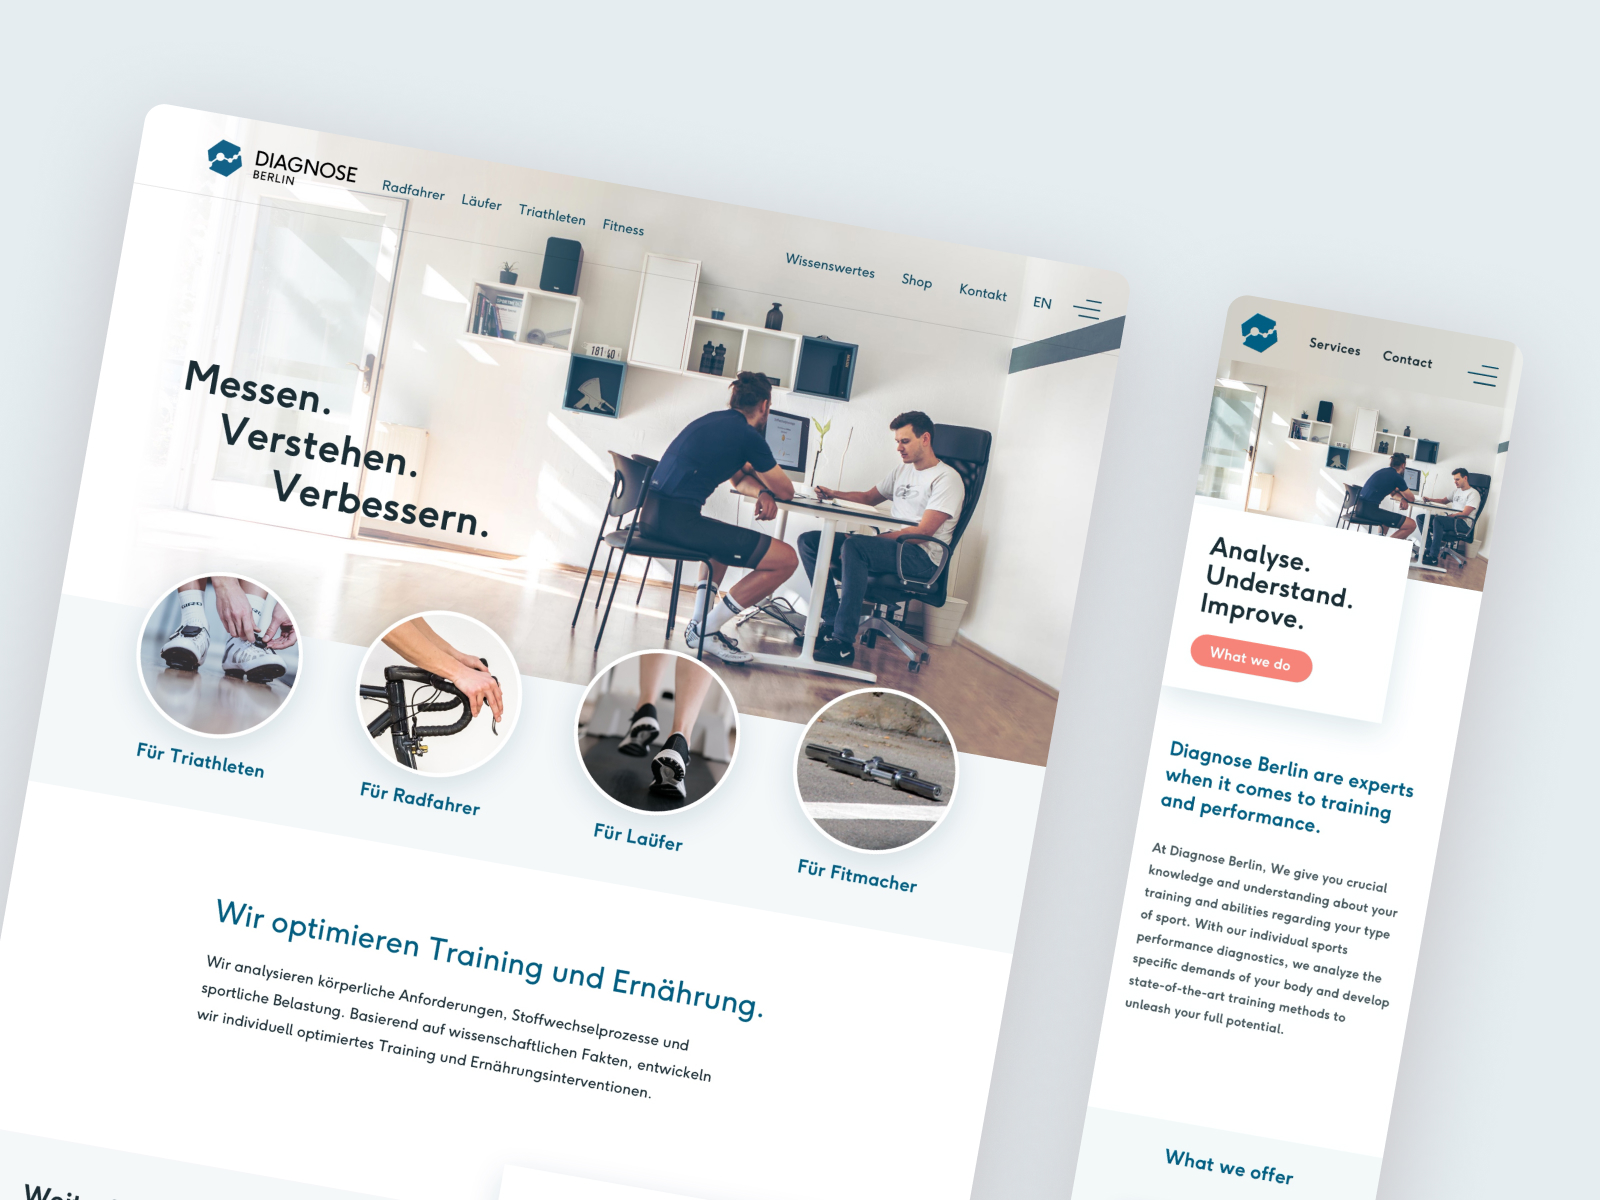 DIAGNOSE
BERLIN
Radfahrer Läufer Triathleten Fitness
Wissenswertes Shop Kontakt EN
Messen.
Verstehen.
Verbessern.
Für Triathleten
Für Radfahrer
Für Laüfer
Für Fitmacher
Wir optimieren Training und Ernährung.
Wir analysieren körperliche Anforderungen, Stoffwechselprozesse und
sportliche Belastung. Basierend auf wissenschaftlichen Fakten, entwickeln
wir individuell optimiertes Training und Ernährungsinterventionen.
Services Contact
Analyse.
Understand.
Improve.
What we do
Diagnose Berlin are experts
when it comes to training
and performance.
At Diagnose Berlin, We give you crucial
knowledge and understanding about your
training and abilities regarding your type
of sport. With our individual sports
performance diagnostics, we analyze the
specific demands of your body and develop
state-of-the-art training methods to
unleash your full potential.
What we offer